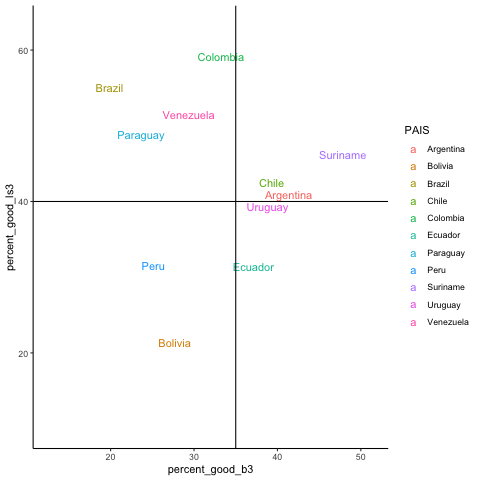 60
40
20
percent_good_ls3
Colombia
Brazil
Venezuela
Paraguay
Suriname
Chile
Argentina
Uruguay
Peru
Ecuador
Bolivia
20 30 40 50
percent_good_b3
PAIS
a Argentina
a Bolivia
a Brazil
a Chile
a Colombia
a Ecuador
a Paraguay
a Peru
a Suriname
a Uruguay
a Venezuela